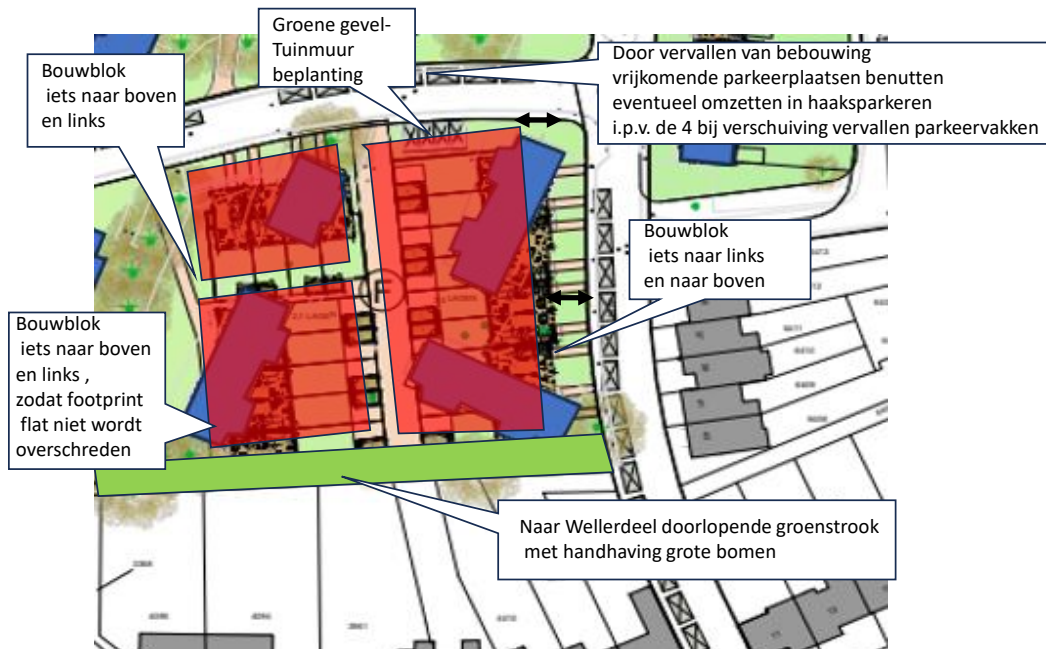 Groene gevel-
Tuinmuur
beplanting
Door vervallen van bebouwing
vrijkomende parkeerplaatsen benutten
eventueel omzetten in haaksparkeren
i.p.v. de 4 bij verschuiving vervallen parkeervakken
Bouwblok
iets naar boven
en links
Bouwblok
iets naar links
en naar boven
Bouwblok
iets naar boven
en links ,
zodat footprint
flat niet wordt
overschreden
F
Naar Wellerdeel doorlopende groenstrook
met handhaving grote bomen